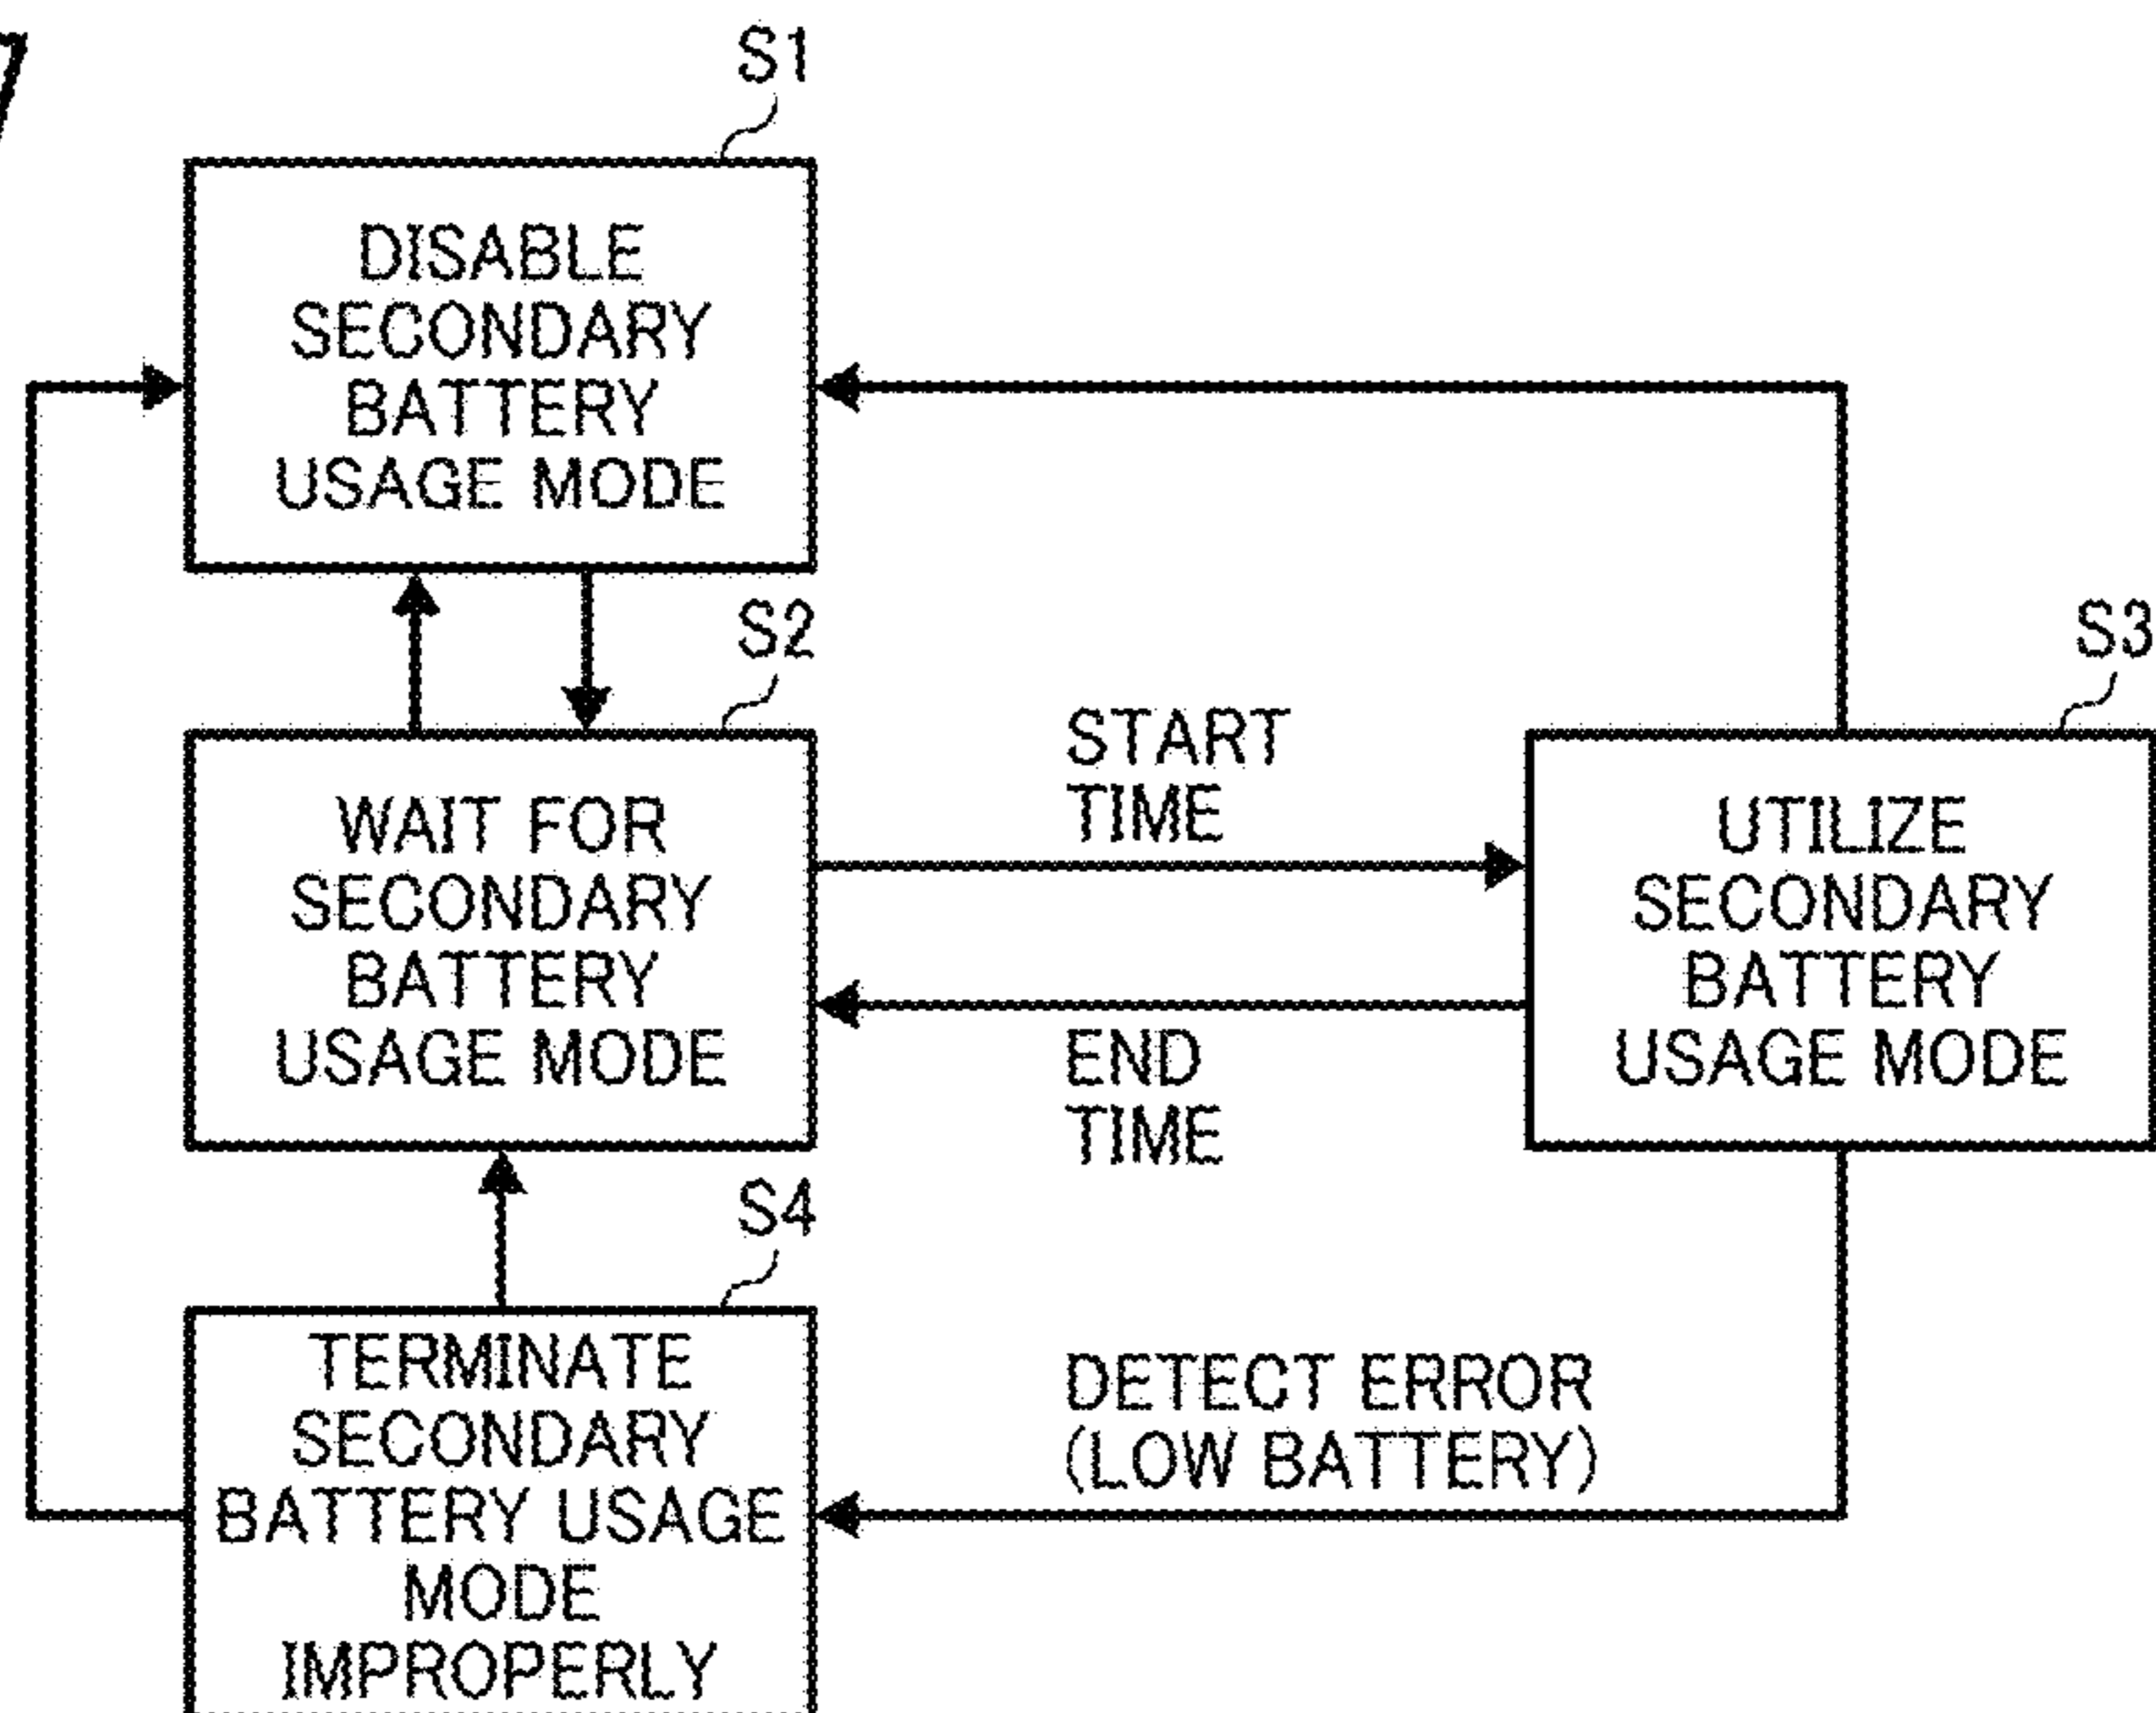 7
S1
DISABLE
SECONDARY
BATTERY
USAGE MODE
S2
WAIT FOR
SECONDARY
BATTERY
USAGE MODE
START
TIME
END
TIME
S3
UTILIZE
SECONDARY
BATTERY
USAGE MODE
S4
TERMINATE
SECONDARY
BATTERY USAGE
MODE
IMPROPERLY
DETECT ERROR
(LOW BATTERY)